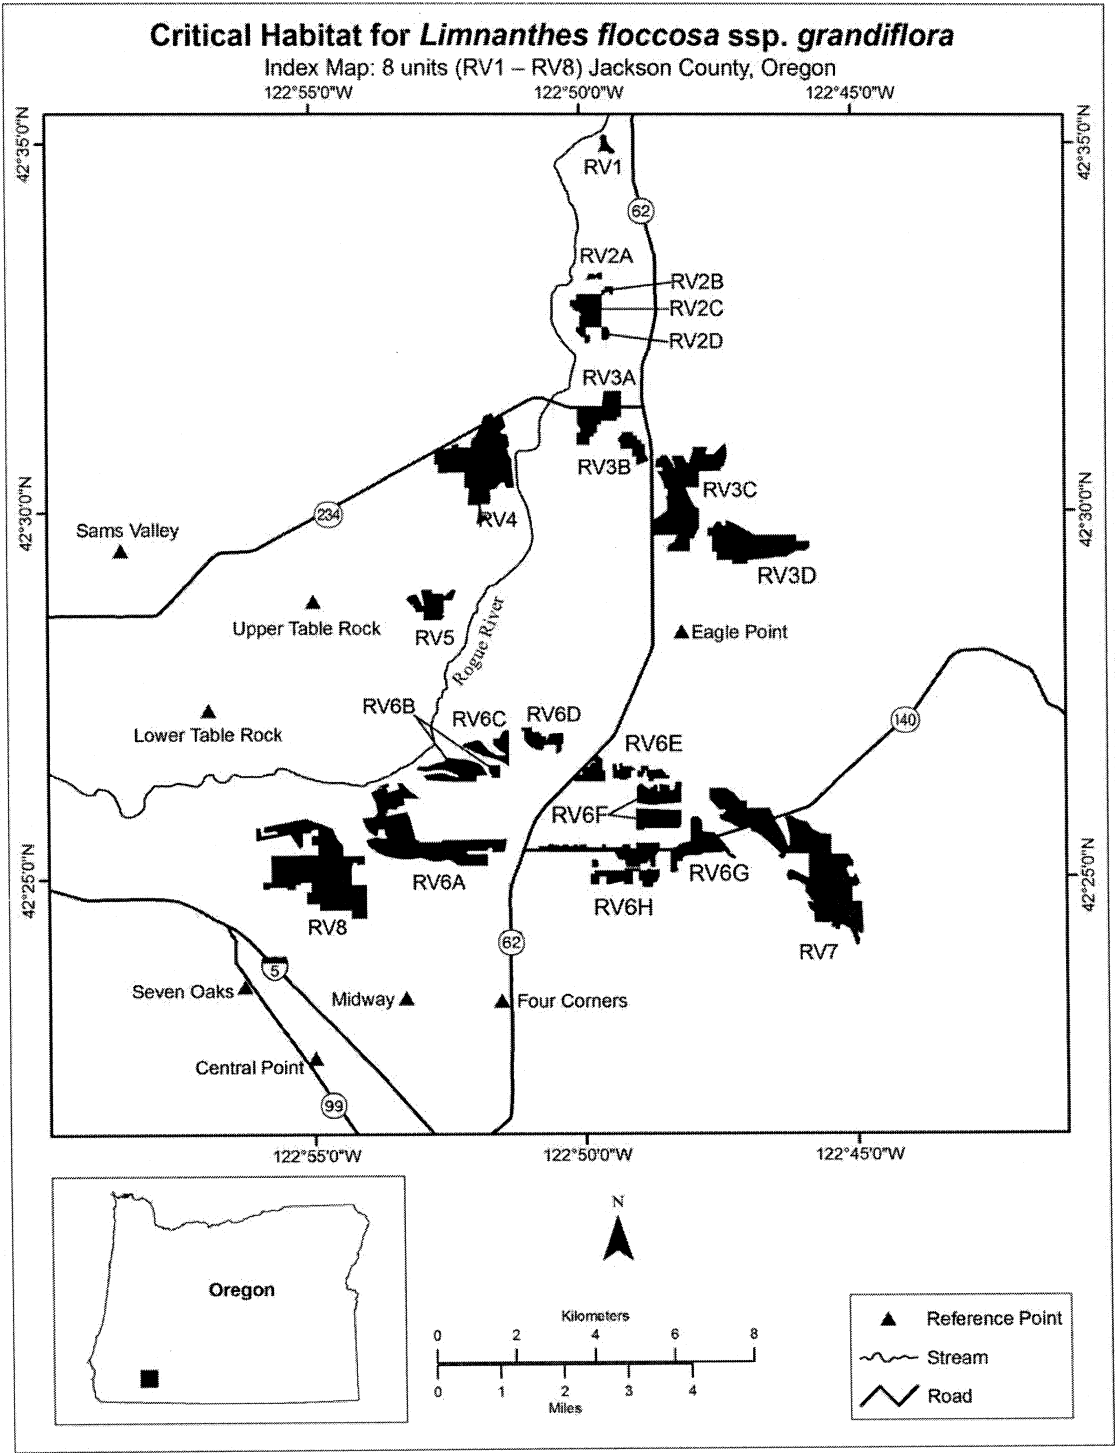 Critical Habitat for Limnanthes floccosa ssp. grandiflora
Index Map: 8 units (RV1 – RV8) Jackson County, Oregon
122°55'0"W
122°50'0"W
122°45'0"W
42°35'0"N
42°35'0"N
RV1
62
RV2A
RV2B
RV2C
RV2D
RV3A
RV3B
RV3C
RV4
42°30'0"N
42°30'0"N
234
Sams Valley
RV3D
Upper Table Rock
RV5
Rogue River
Eagle Point
RV6B
RV6C
RV6D
Lower Table Rock
140
RV6E
RV6F
RV6A
RV6G
42°25'0"N
42°25'0"N
RV6H
RV8
RV7
62
5
Seven Oaks
Midway
Four Corners
Central Point
99
122°55'0"W
122°50'0"W
122°45'0"W
N
Oregon
Kilometers
0 2 4 6 8
0 1 2 3 4
Miles
Reference Point
Stream
Road